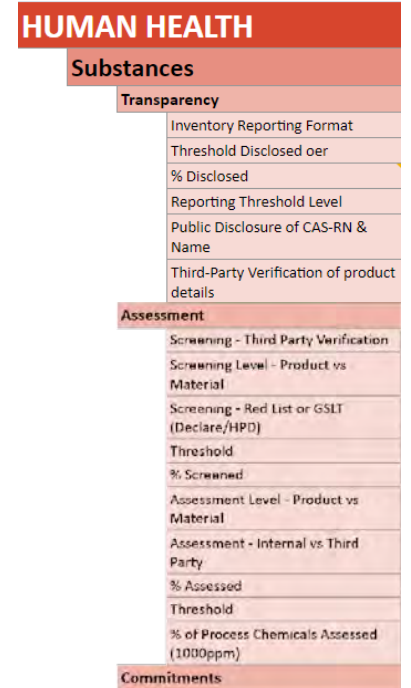 HUMAN HEALTH
Substances
Transparency
Inventory Reporting Format
Threshold Disclosed oer
% Disclosed
Reporting Threshold Level
Public Disclosure of CAS-RN &
Name
Third-Party Verification of product
details
Assessment
Screening - Third Party Verification
Screening Level - Product vs
Material
Screening - Red List or GSLT
(Declare/HPD)
Threshold
% Screened
Assessment Level - Product vs
Material
Assessment - Internal vs Third
Party
% Assessed
Threshold
% of Process Chemicals Assessed
(1000ppm)
Commitments